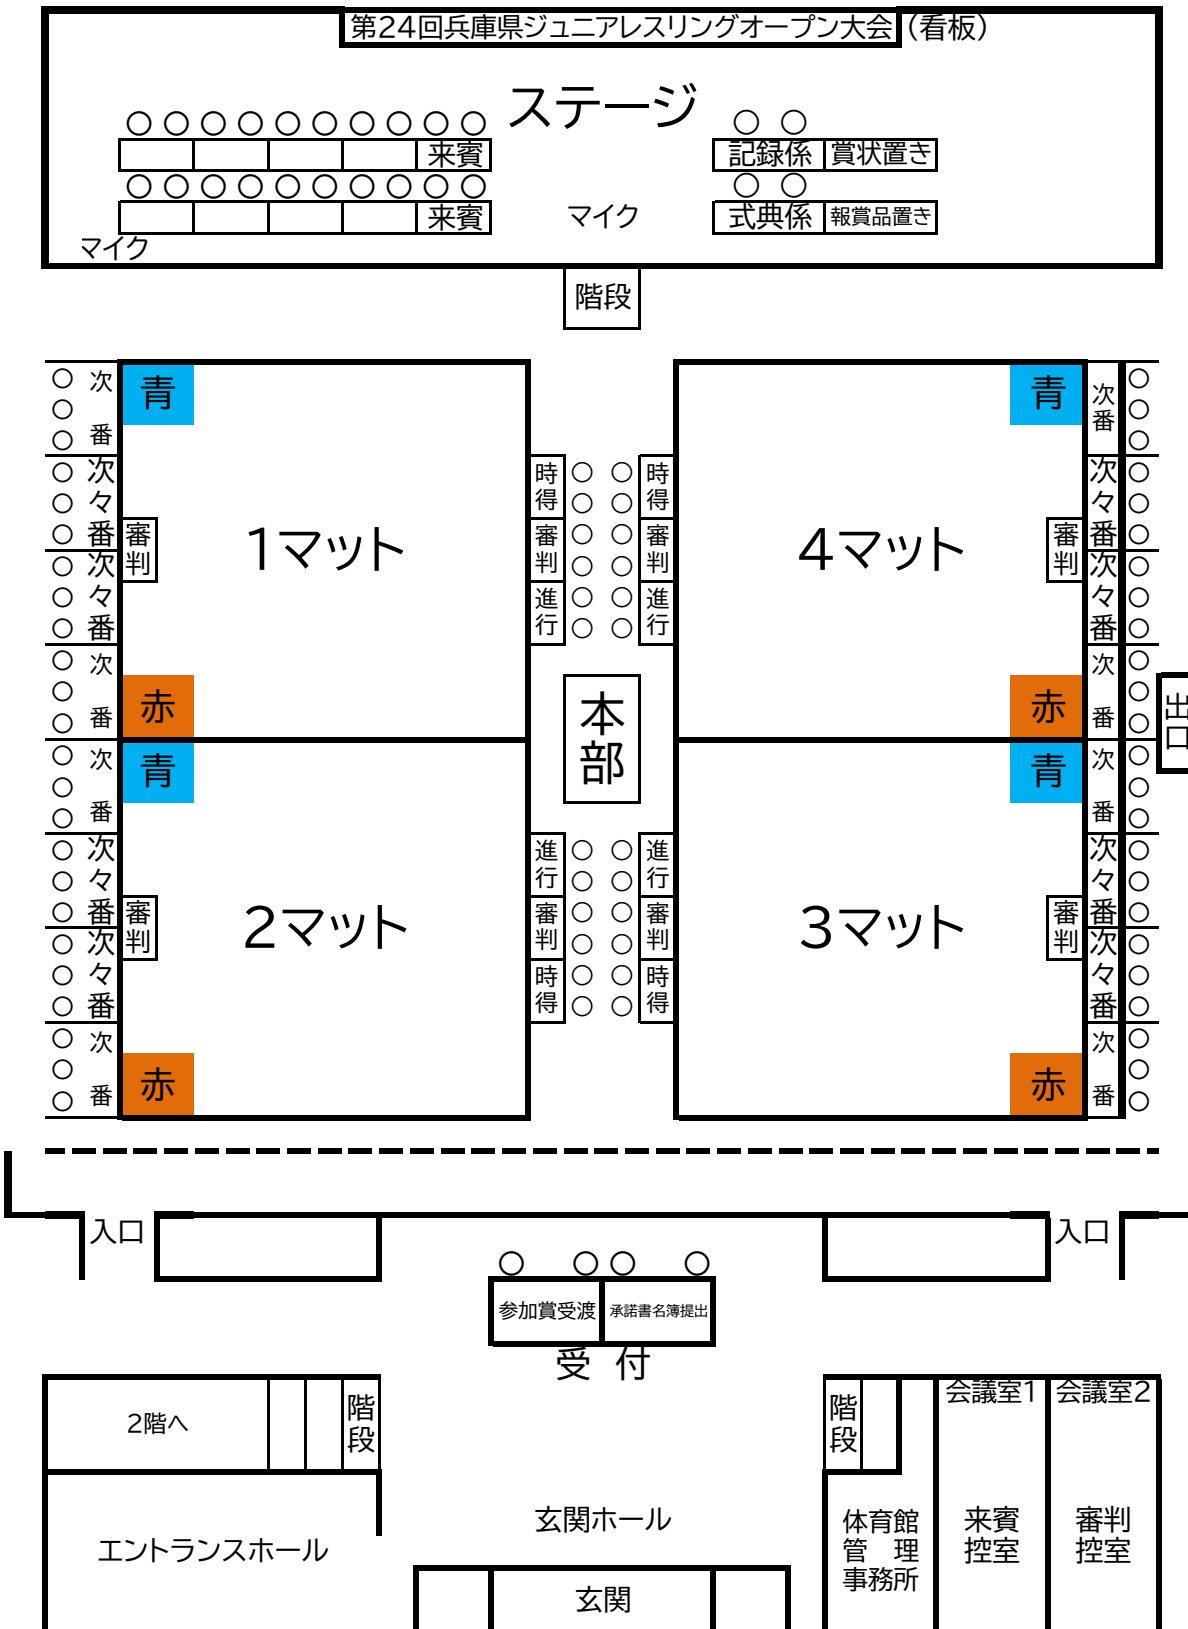 第24回兵庫県ジュニアレスリングオープン大会 (看板)
ステージ
来賓
記録係 賞状置き
来賓
マイク
式典係 報賞品置き
マイク
階段
次番
青
青
次番
次々番
審判
1マット
時得
審判
進行
時得
審判
進行
4マット
審判
次々番
次々番
次々番
次番
赤
赤
次番
本部
出口
次番
青
青
次番
次々番
審判
2マット
進行
審判
時得
進行
審判
時得
3マット
審判
次々番
次々番
次々番
次番
赤
赤
次番
入口
入口
参加賞受渡 承諾書名簿提出
受 付
2階へ
階段
階段
会議室1 会議室2
エントランスホール
玄関ホール
体育館
管 理
事務所
来賓
控室
審判
控室
玄関